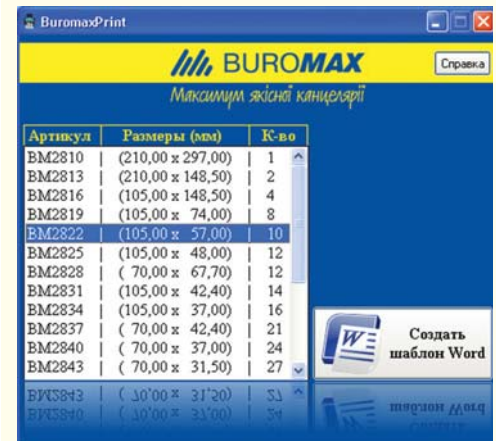 BuromaxPrint
BUROMAX
Справка
Максимум якісної канцелярії
Артикул Размеры (мм) К-во
BM2810 | (210,00 x 297,00) | 1
BM2813 | (210,00 x 148,50) | 2
BM2816 | (105,00 x 148,50) | 4
BM2819 | (105,00 x 74,00) | 8
BM2822 | (105,00 x 57,00) | 10
BM2825 | (105,00 x 48,00) | 12
BM2828 | ( 70,00 x 67,70) | 12
BM2831 | (105,00 x 42,40) | 14
BM2834 | (105,00 x 37,00) | 16
BM2837 | ( 70,00 x 42,40) | 21
BM2840 | ( 70,00 x 37,00) | 24
BM2843 | ( 70,00 x 31,50) | 27
W
Создать
шаблон Word